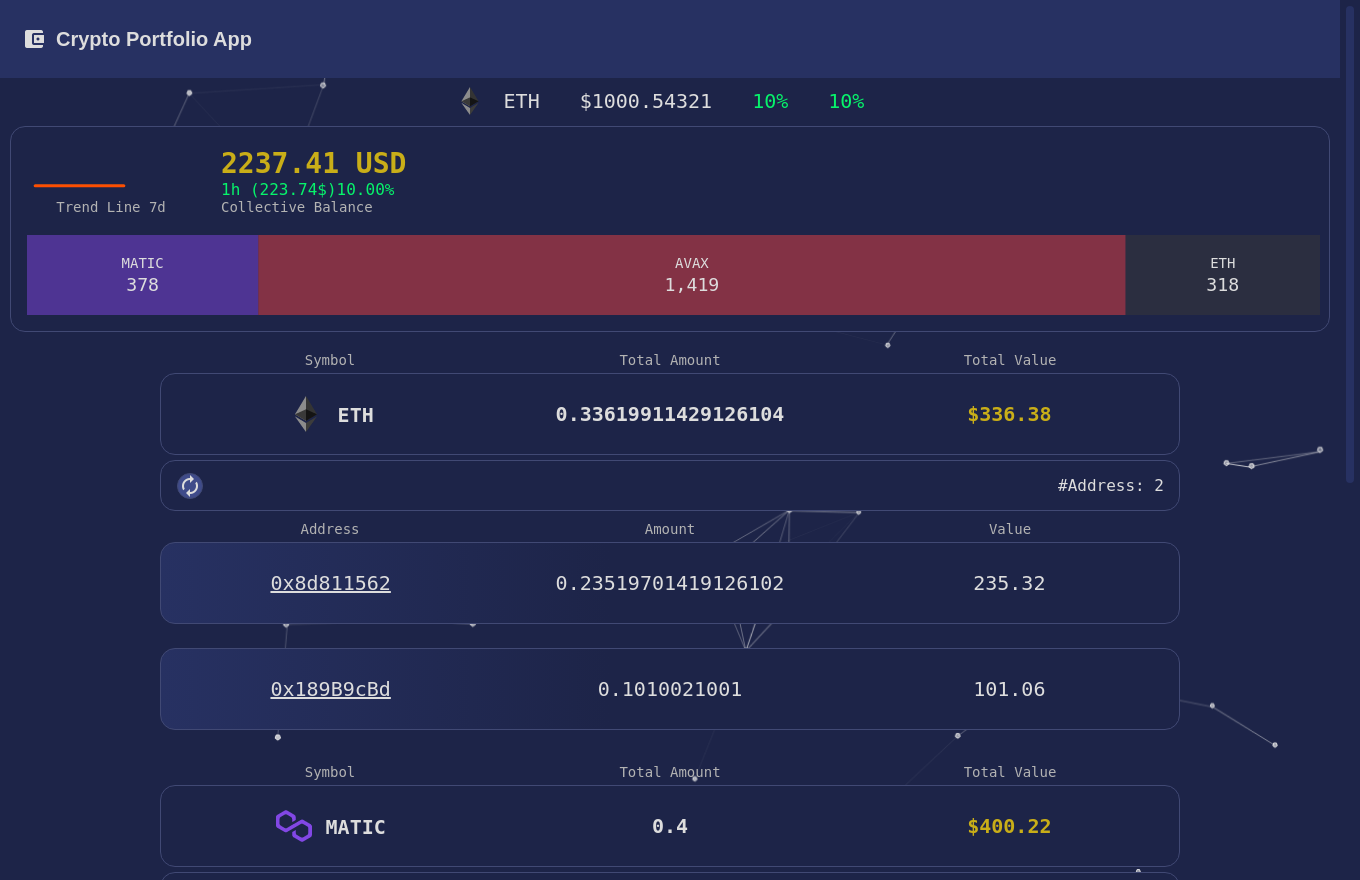 Crypto Portfolio App
ETH $1000.54321 10% 10%
2237.41 USD
1h (223.74$)10.00%
Trend Line 7d Collective Balance
MATIC AVAX ETH
378 1,419 318
Symbol Total Amount Total Value
ETH 0.33619911429126104 $336.38
#Address: 2
Address Amount Value
0x8d811562 0.23519701419126102 235.32
0x189B9cBd 0.1010021001 101.06
Symbol Total Amount Total Value
MATIC 0.4 $400.22